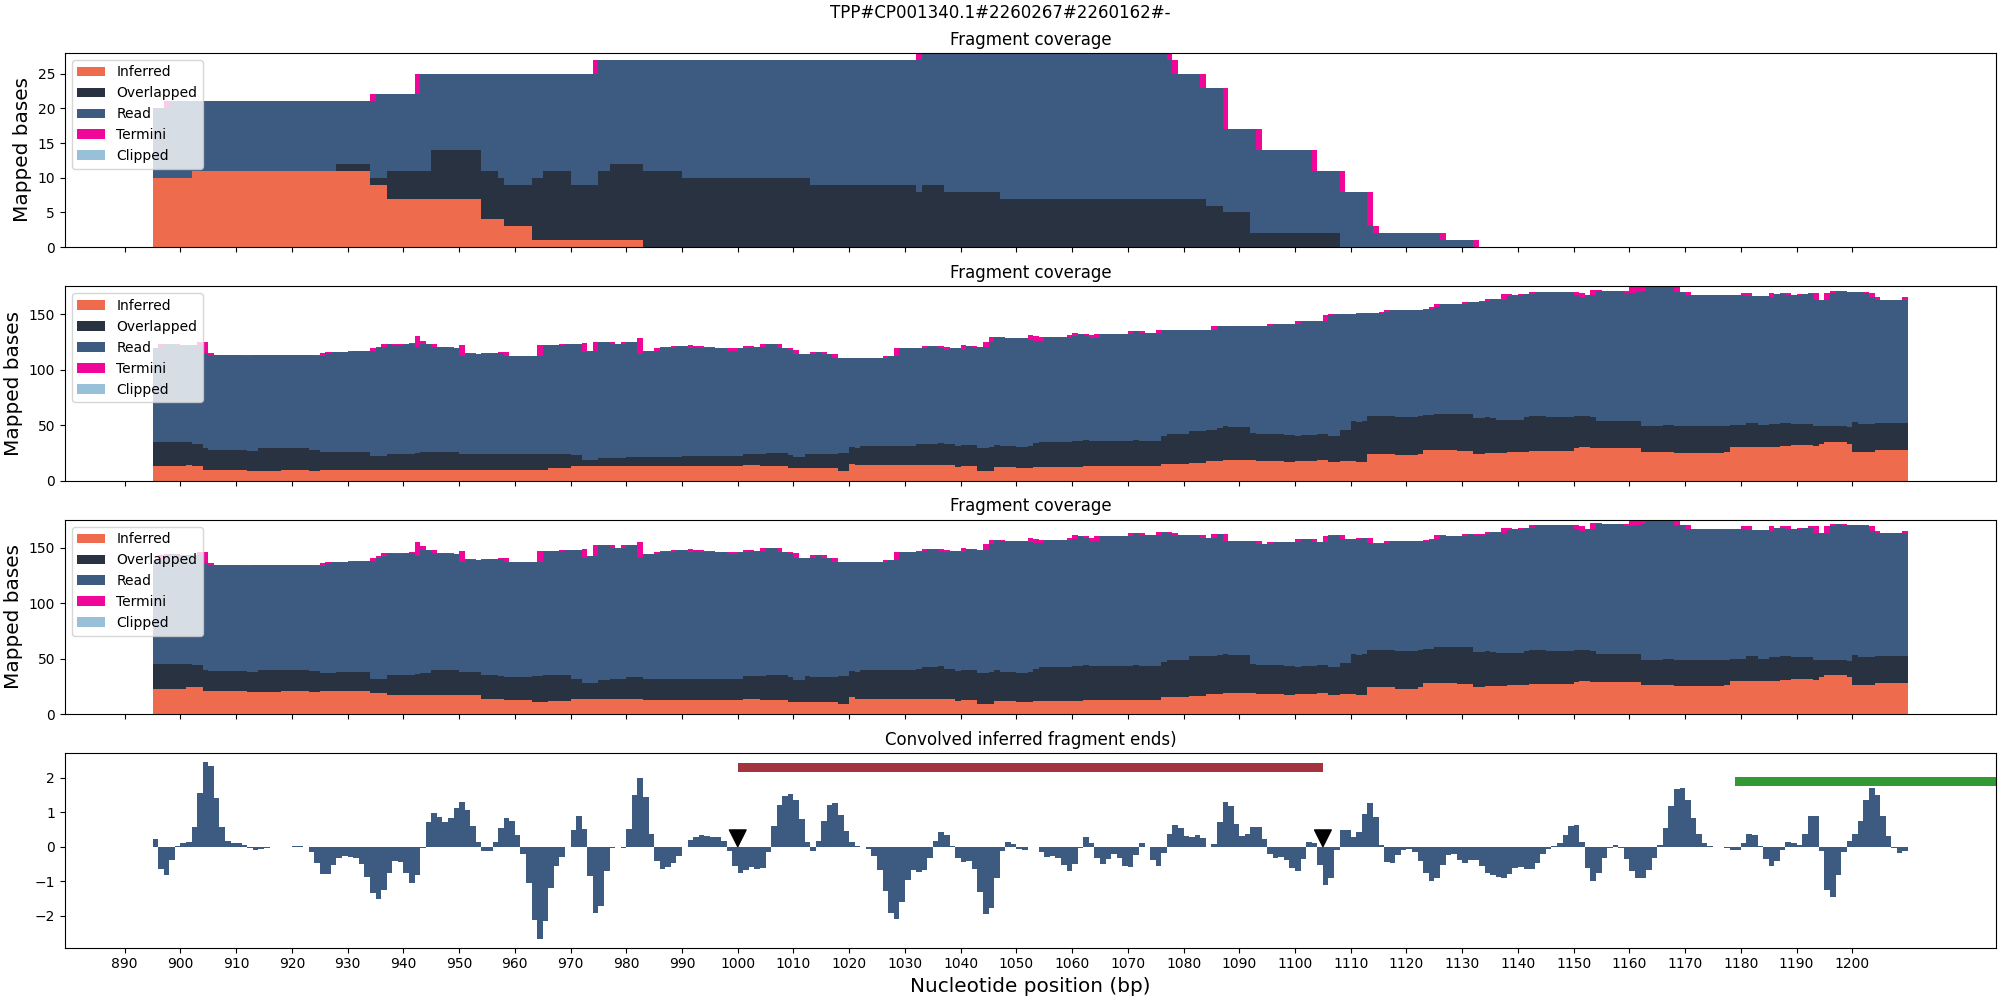 TPP#CP001340.1#2260267#2260162#-
Fragment coverage
Mapped bases
25
20
15
10
5
0
Inferred
Overlapped
Read
Termini
Clipped
Fragment coverage
Mapped bases
150
100
50
0
Inferred
Overlapped
Read
Termini
Clipped
Fragment coverage
Mapped bases
150
100
50
0
Inferred
Overlapped
Read
Termini
Clipped
Convolved inferred fragment ends)
2
1
0
−1
−2
890 900 910 920 930 940 950 960 970 980 990 1000 1010 1020 1030 1040 1050 1060 1070 1080 1090 1100 1110 1120 1130 1140 1150 1160 1170 1180 1190 1200
Nucleotide position (bp)